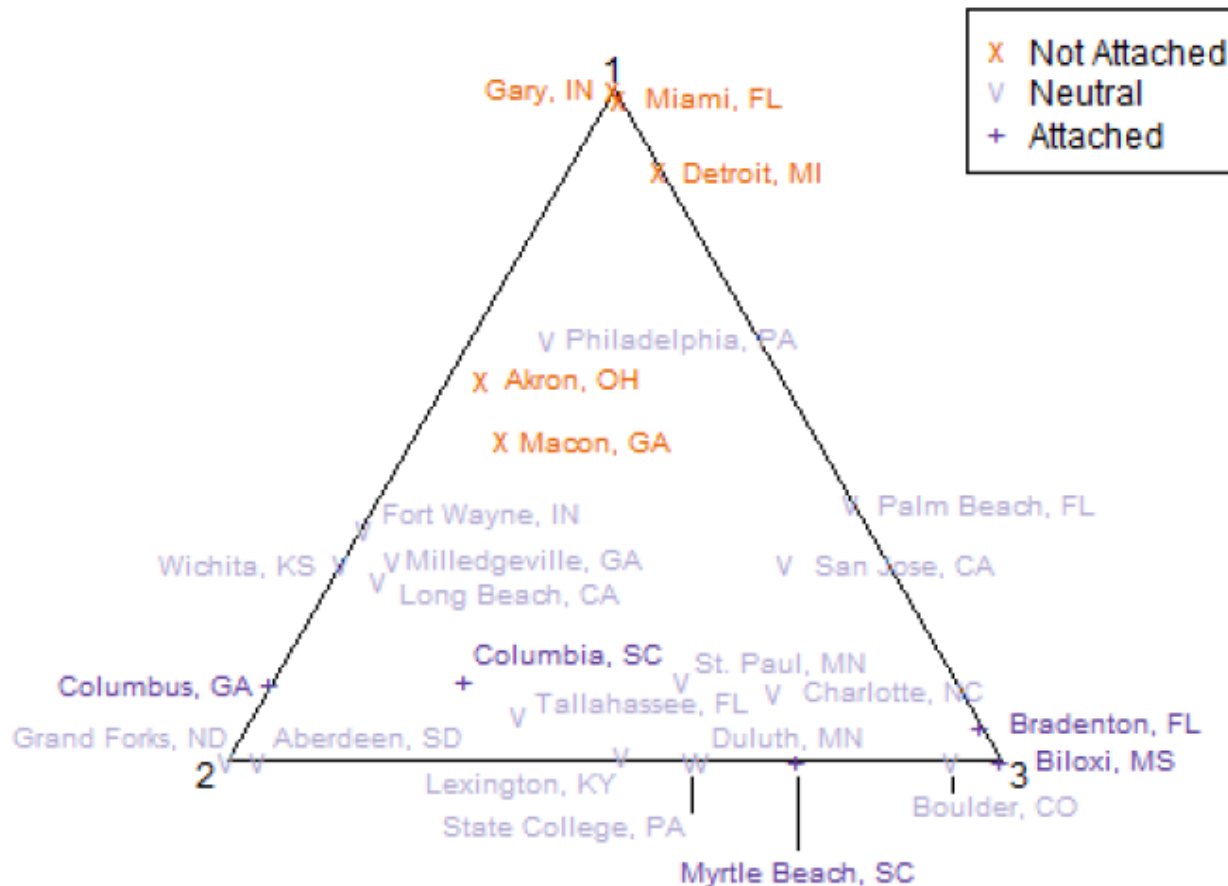 Not Attached
Neutral
Attached
1
Gary, IN
Miami, FL
Detroit, MI
Philadelphia, PA
Akron, OH
Macon, GA
Palm Beach, FL
Fort Wayne, IN
Wichita, KS
Milledgeville, GA
San Jose, CA
Long Beach, CA
Columbia, SC
St. Paul, MN
Columbus, GA
Charlotte, NC
Tallahassee, FL
Bradenton, FL
Grand Forks, ND
Aberdeen, SD
Duluth, MN
Biloxi, MS
2
3
Lexington, KY
Boulder, CO
State College, PA
Myrtle Beach, SC